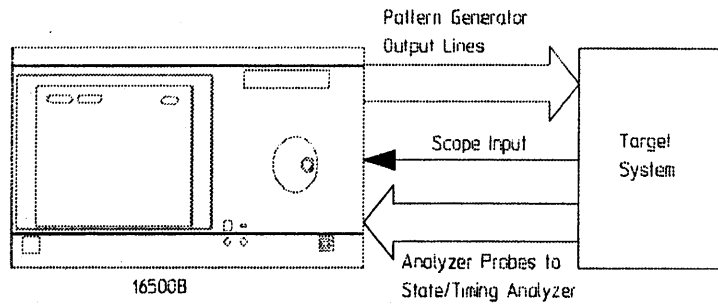 Pattern Generator
Output Lines
Scope Input
Target
System
Analyzer Probes to
State/Timing Analyzer
16500B